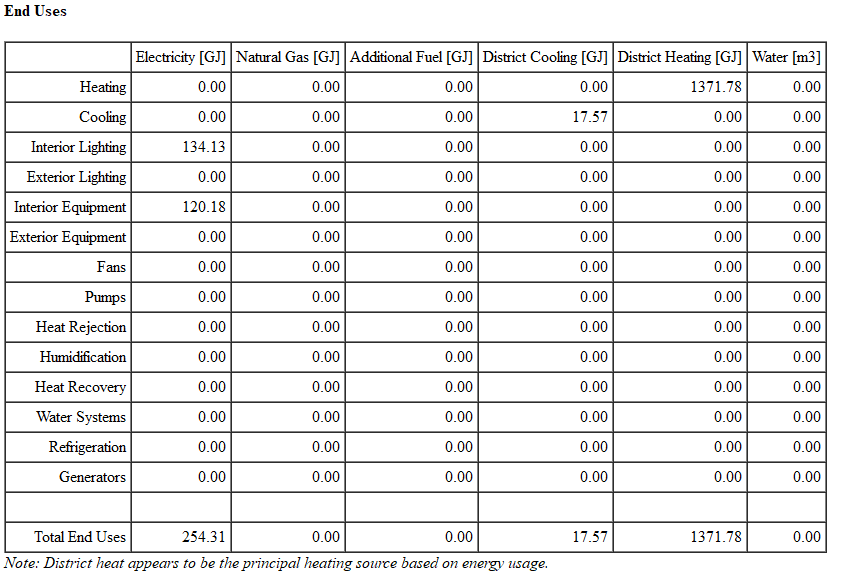 End Uses
Electricity [GJ] Natural Gas [GJ] Additional Fuel [GJ] District Cooling [GJ] District Heating [GJ] Water [m3]
Heating 0.00 0.00 0.00 0.00 1371.78 0.00
Cooling 0.00 0.00 0.00 17.57 0.00 0.00
Interior Lighting 134.13 0.00 0.00 0.00 0.00 0.00
Exterior Lighting 0.00 0.00 0.00 0.00 0.00 0.00
Interior Equipment 120.18 0.00 0.00 0.00 0.00 0.00
Exterior Equipment 0.00 0.00 0.00 0.00 0.00 0.00
Fans 0.00 0.00 0.00 0.00 0.00 0.00
Pumps 0.00 0.00 0.00 0.00 0.00 0.00
Heat Rejection 0.00 0.00 0.00 0.00 0.00 0.00
Humidification 0.00 0.00 0.00 0.00 0.00 0.00
Heat Recovery 0.00 0.00 0.00 0.00 0.00 0.00
Water Systems 0.00 0.00 0.00 0.00 0.00 0.00
Refrigeration 0.00 0.00 0.00 0.00 0.00 0.00
Generators 0.00 0.00 0.00 0.00 0.00 0.00
Total End Uses 254.31 0.00 0.00 17.57 1371.78 0.00
Note: District heat appears to be the principal heating source based on energy usage.